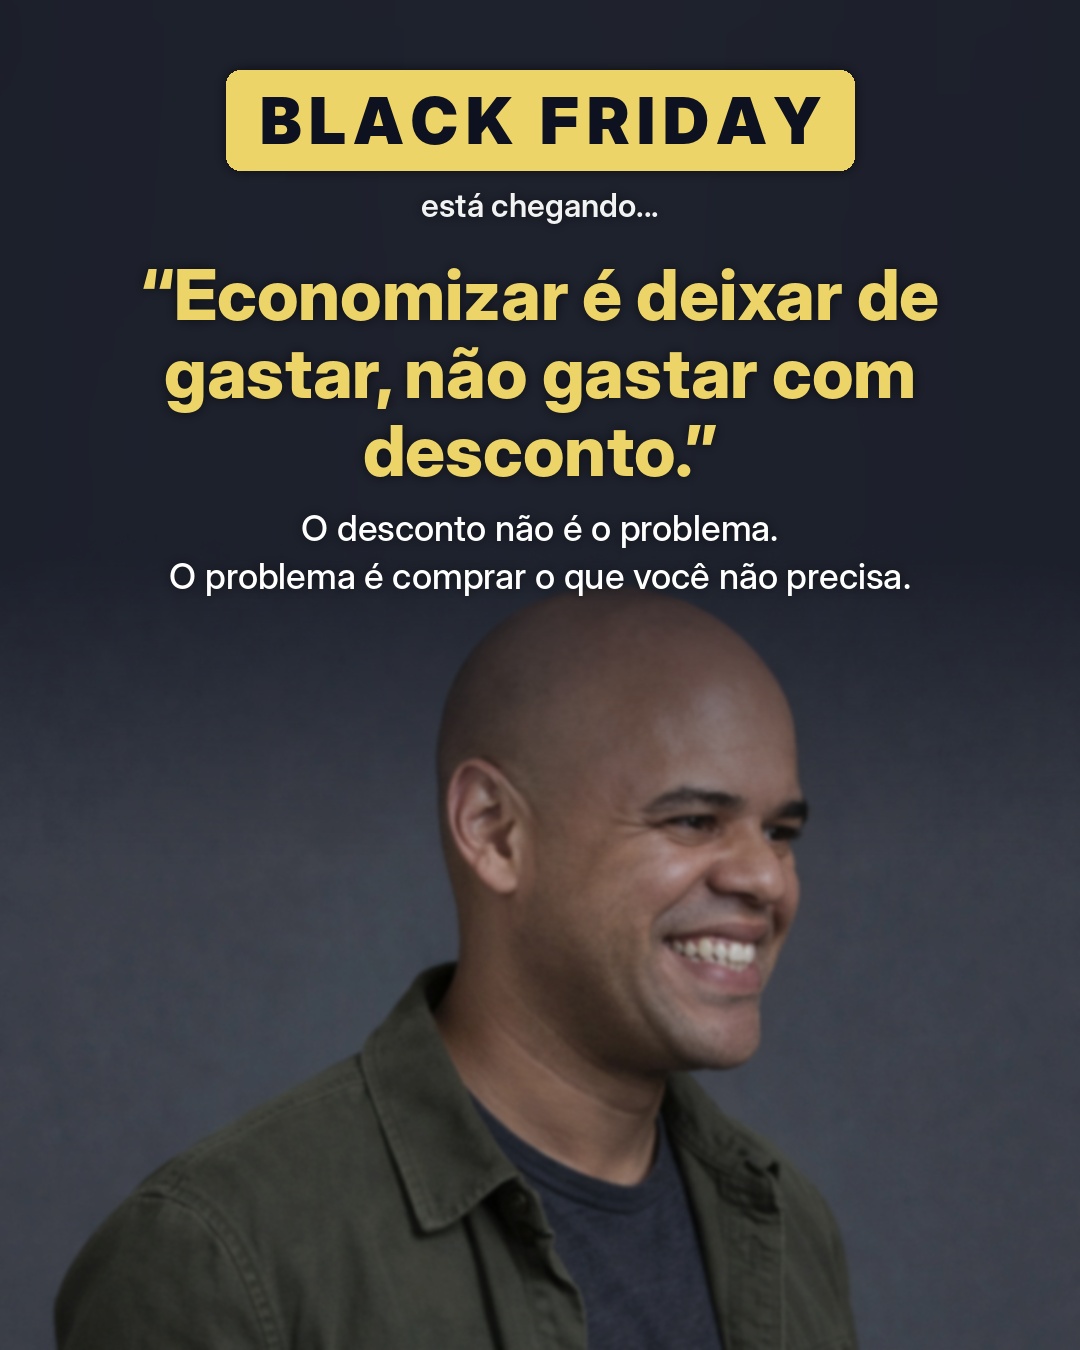 BLACK FRIDAY
está chegando...
“Economizar é deixar de
gastar, não gastar com
desconto.”
O desconto não é o problema.
O problema é comprar o que você não precisa.